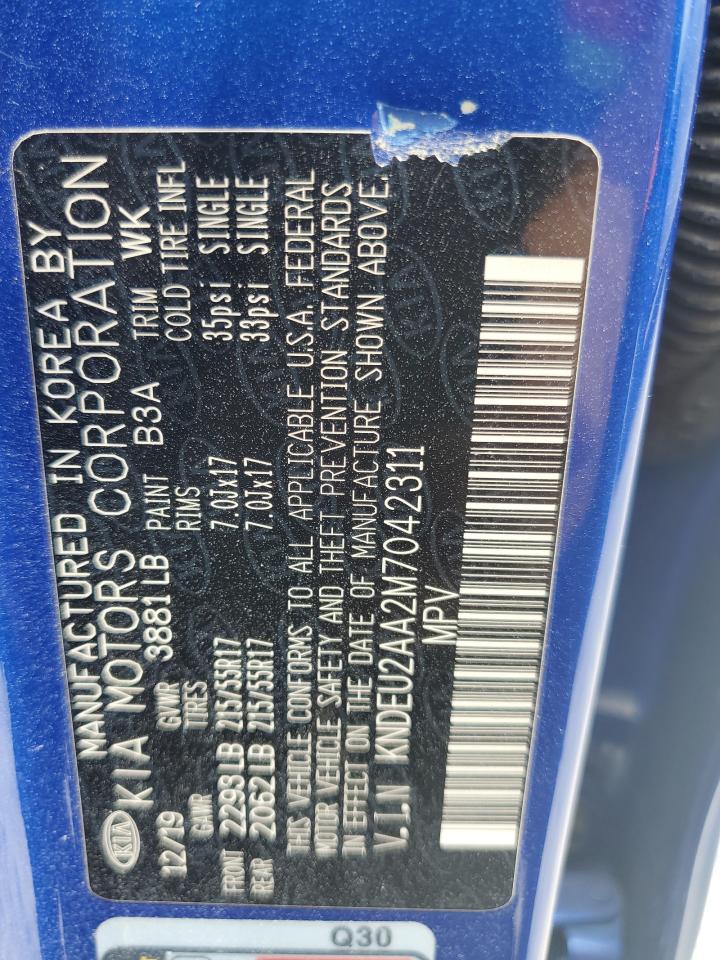 MANUFACTURED IN KOREA BY
KIA KIA MOTORS CORPORATION
12/19 GVWR 3881LB PAINT B3A TRIM WK
GAWR TIRES RIMS COLD TIRE INFL
FRONT 2293LB 215/55R17 7.0Jx17 35psi SINGLE
REAR 2062LB 215/55R17 7.0Jx17 33psi SINGLE
THIS VEHICLE CONFORMS TO ALL APPLICABLE U.S.A. FEDERAL
MOTOR VEHICLE SAFETY AND THEFT PREVENTION STANDARDS
IN EFFECT ON THE DATE OF MANUFACTURE SHOWN ABOVE.
V.I.N KNDEU2AA2M7042311
MPV
Q30